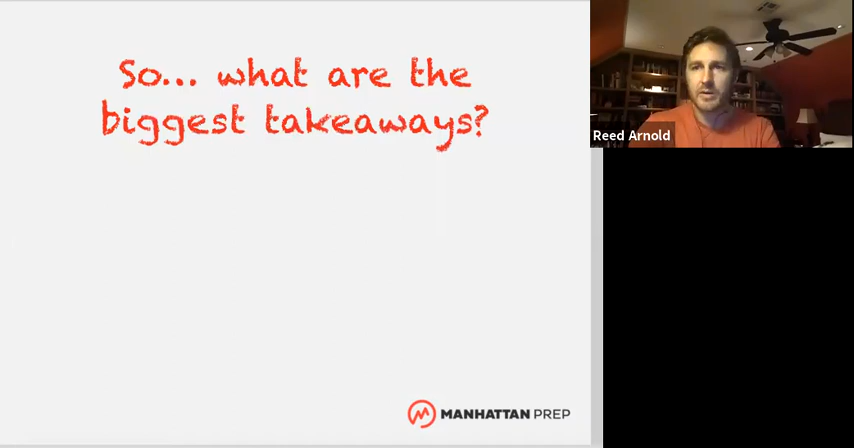 So... what are the
biggest takeaways?
Reed Arnold
MANHATTAN PREP